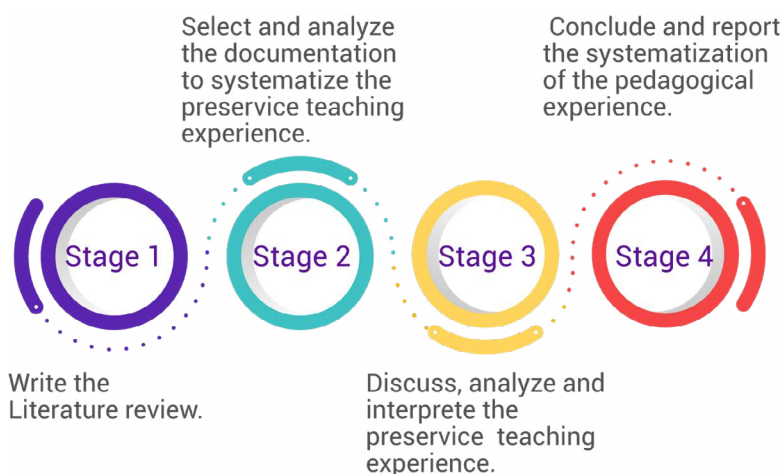 Select and analyze
the documentation
to systematize the
preservice teaching
experience.
Conclude and report
the systematization
of the pedagogical
experience.
Stage 1
Stage 2
Stage 3
Stage 4
Write the
Literature review.
Discuss, analyze and
interprete the
preservice teaching
experience.